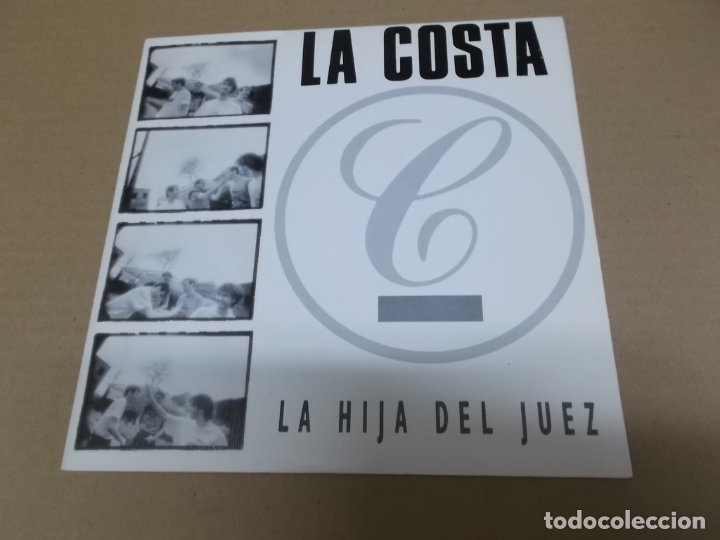 LA COSTA
C
LA HIJA DEL JUEZ
todocoleccion